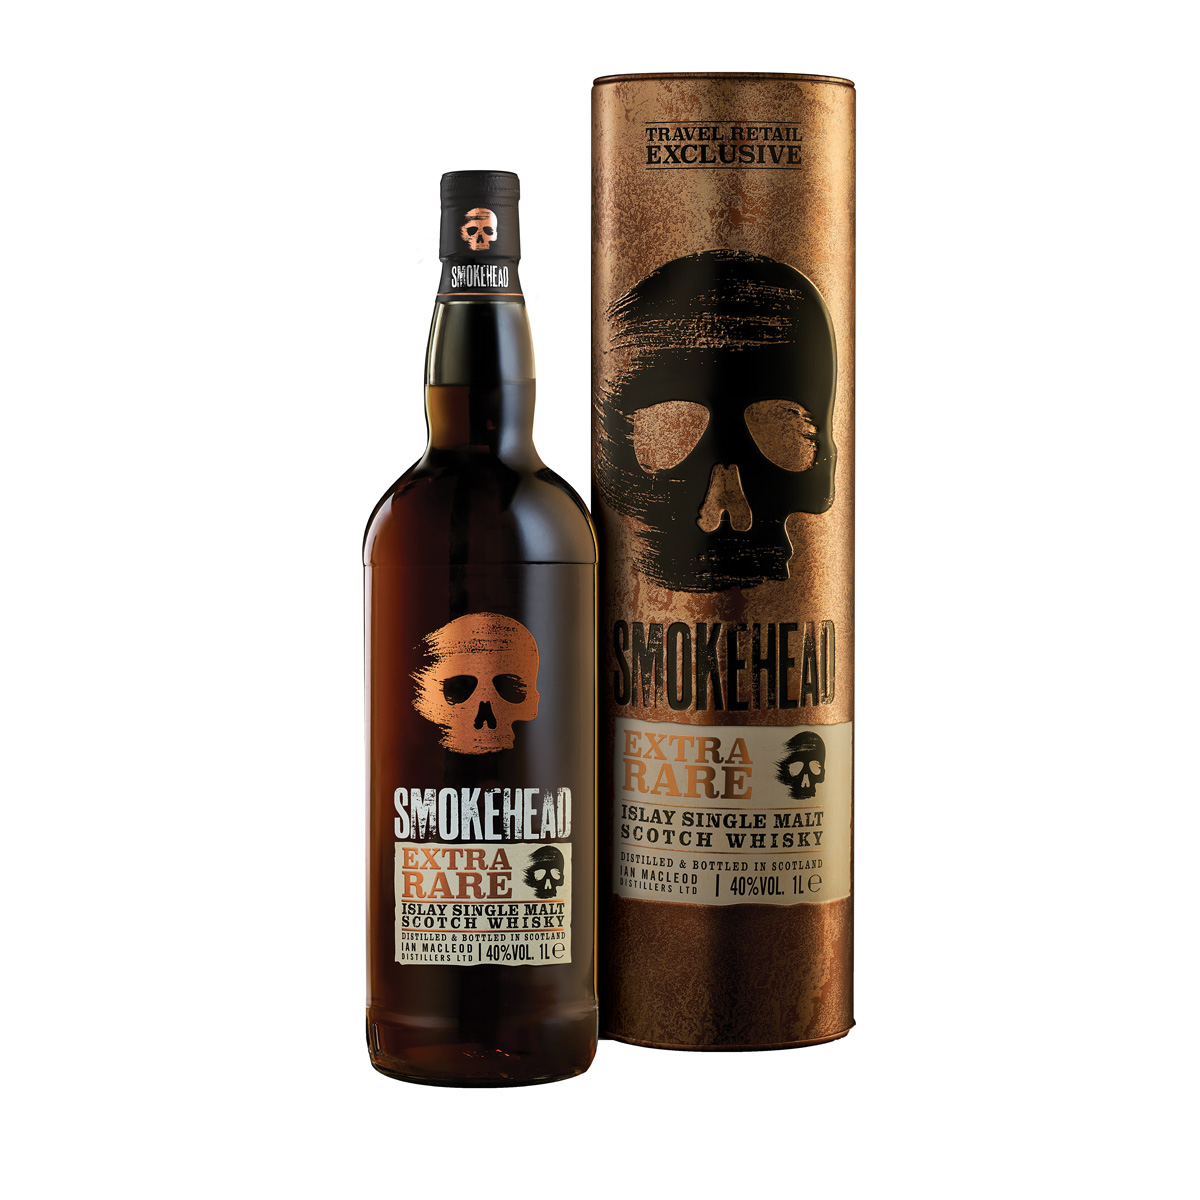 SMOKEHEAD
SMOKEHEAD
EXTRA
RARE
ISLAY SINGLE MALT
SCOTCH WHISKY
DISTILLED & BOTTLED IN SCOTLAND
IAN MACLEOD
DISTILLERS LTD
40%VOL. 1L ℮
TRAVEL RETAIL
EXCLUSIVE
SMOKEHEAD
EXTRA
RARE
ISLAY SINGLE MALT
SCOTCH WHISKY
DISTILLED & BOTTLED IN SCOTLAND
IAN MACLEOD
DISTILLERS LTD
40%VOL. 1L ℮